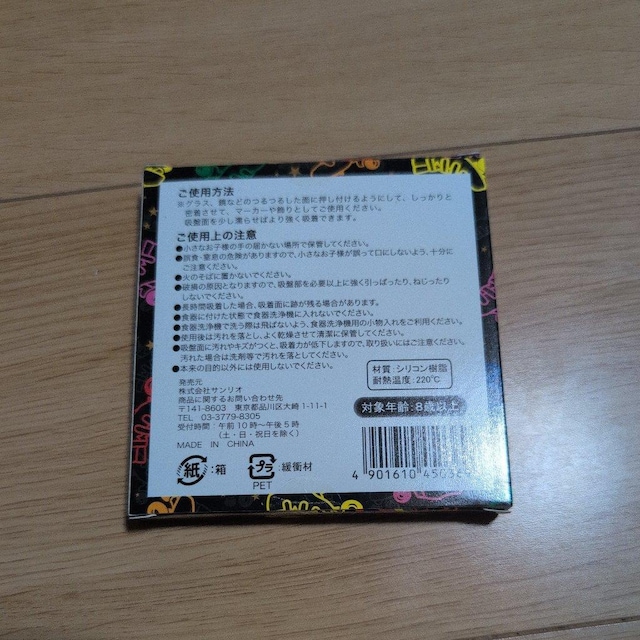 ご使用方法
※グラス、鏡などのつるつるした面に押し付けるようにして、しっかりと
密着させて、マーカーや飾りとしてご使用ください。
吸盤面を少し濡らせばより強く吸着できます。
ご使用上の注意
●小さなお子様の手の届かない場所で保管してください。
●誤食・窒息の危険がありますので、小さなお子様が誤って口にしないよう、十分に
ご注意ください。
●火のそばに置かないでください。
●破損の原因となりますので、吸盤部を必要以上に強く引っぱったり、ねじったり
しないでください。
●長時間吸着した場合、吸着面に跡が残る場合があります。
●食器に付けた状態で食器洗浄機に入れないでください。
●食器洗浄機で洗う際は飛ばないよう、食器洗浄機用の小物入れをご利用ください。
●使用後は汚れを落とし、よく乾燥させて清潔に保管してください。
●吸盤面に汚れやキズがつくと、吸着力が低下しますので、取り扱いにはご注意ください。
汚れた場合は洗剤等で汚れを落としてください。
●本来の目的以外には使用しないでください。
材質:シリコン樹脂
耐熱温度:220℃
発売元
株式会社サンリオ
商品に関するお問い合わせ先
〒141-8603 東京都品川区大崎1-11-1
TEL 03-3779-8305
受付時間:午前10時〜午後5時
(土・日・祝日を除く)
MADE IN CHINA
対象年齢:8歳以上
紙:箱
プラ:緩衝材
PET
4 901610